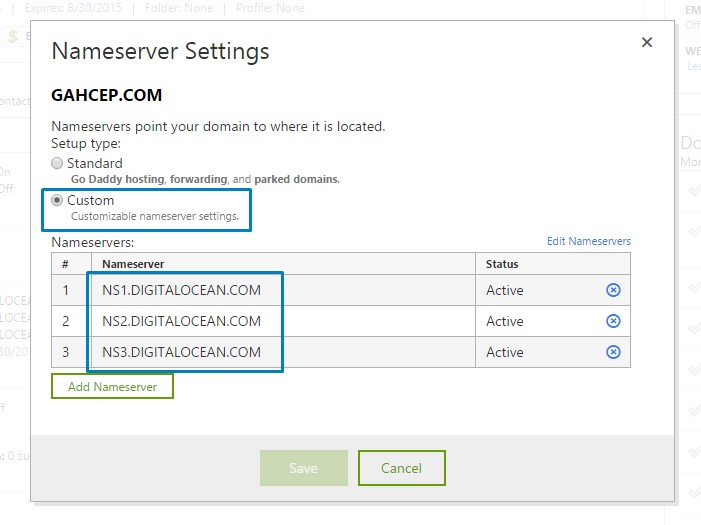 Expires: 8/30/2015 | Folder: None | Profile: None
Nameserver Settings
GAHCEP.COM
Nameservers point your domain to where it is located.
Setup type:
Standard
Go Daddy hosting, forwarding, and parked domains.
Custom
Customizable nameserver settings.
Nameservers:
Edit Nameservers
# Nameserver Status
1 NS1.DIGITALOCEAN.COM Active
2 NS2.DIGITALOCEAN.COM Active
3 NS3.DIGITALOCEAN.COM Active
Add Nameserver
Save Cancel